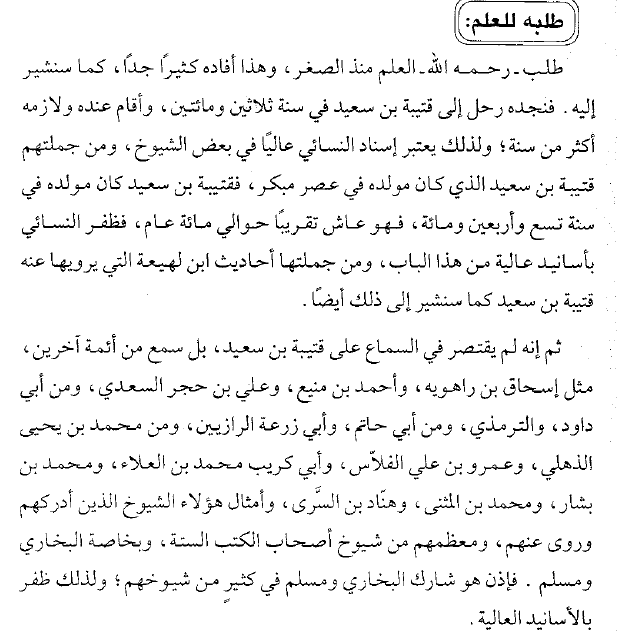 طلبه للعلم:
طلب ـ رحمه الله ـ العلم منذ الصغر، وهذا أفاده كثيرًا جدًا، كما سنشير
إليه. فنجده رحل إلى قتيبة بن سعيد في سنة ثلاثين ومائتين، وأقام عنده ولازمه
أكثر من سنة؛ ولذلك يعتبر إسناد النسائي عاليًا في بعض الشيوخ، ومن جملتهم
قتيبة بن سعيد الذي كان مولده في عصر مبكر، فقتيبة بن سعيد كان مولده في
سنة تسع وأربعين ومائة، فهو عاش تقريبًا حوالي مائة عام، فظفر النسائي
بأسانيد عالية من هذا الباب، ومن جملتها أحاديث ابن لهيعة التي يرويها عنه
قتيبة بن سعيد كما سنشير إلى ذلك أيضًا.
ثم إنه لم يقتصر في السماع على قتيبة بن سعيد، بل سمع من أئمة آخرين،
مثل إسحاق بن راهويه، وأحمد بن منيع، وعلي بن حجر السعدي، ومن أبي
داود، والترمذي، ومن أبي حاتم، وأبي زرعة الرازيين، ومن محمد بن يحيى
الذهلي، وعمرو بن علي الفلاّس، وأبي كريب محمد بن العلاء، ومحمد بن
بشار، ومحمد بن المثنى، وهنّاد بن السَّرى، وأمثال هؤلاء الشيوخ الذين أدركهم
وروى عنهم، ومعظمهم من شيوخ أصحاب الكتب الستة، وبخاصة البخاري
ومسلم. فإذن هو شارك البخاري ومسلم في كثيرٍ من شيوخهم؛ ولذلك ظفر
بالأسانيد العالية.